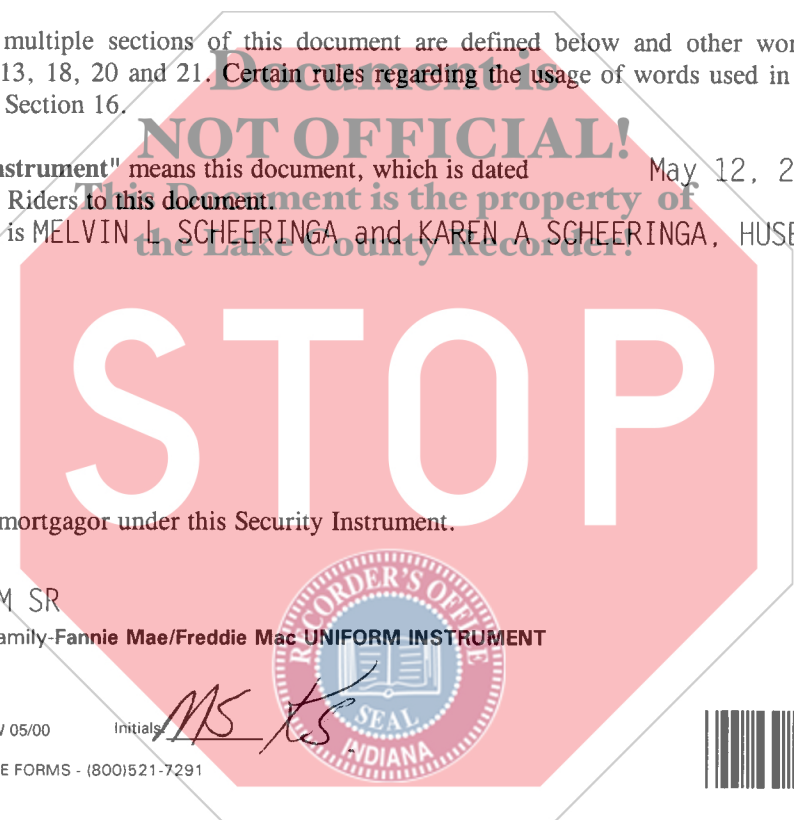 multiple sections of this document are defined below and other wor
Document is
13, 18, 20 and 21. Certain rules regarding the usage of words used in
Section 16.
NOT OFFICIAL!
nstrument" means this document, which is dated May 12, 2
This Document is the property of
Riders to this document.
is MELVIN L SCHEERINGA and KAREN A SCHEERINGA, HUSB
the Lake County Recorder!
STOP
mortgagor under this Security Instrument.
M SR
amily-Fannie Mae/Freddie Mac UNIFORM INSTRUMENT
RECORDER'S OFFICE
SEAL
INDIANA
05/00 Initials: MS KS
E FORMS - (800)521-7291